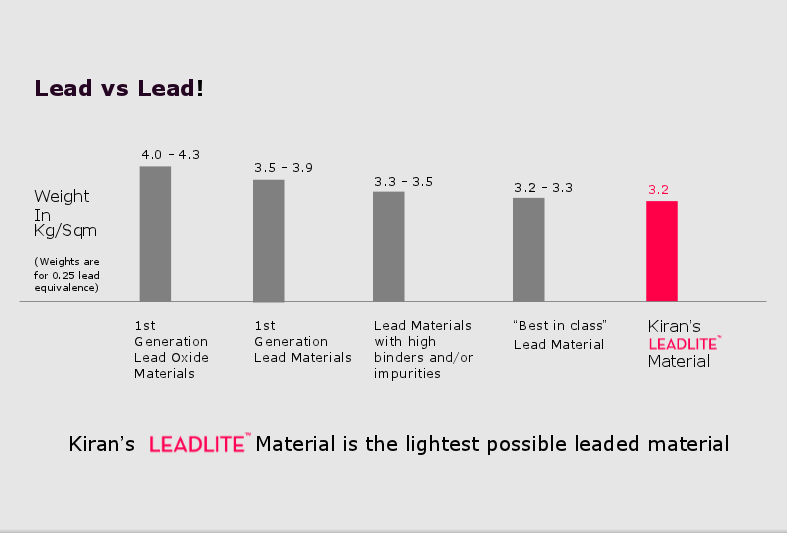 Lead vs Lead!
4.0 – 4.3
3.5 – 3.9
3.3 – 3.5
3.2 – 3.3
3.2
Weight
In
Kg/Sqm
(Weights are
for 0.25 lead
equivalence)
1st
Generation
Lead Oxide
Materials
1st
Generation
Lead Materials
Lead Materials
with high
binders and/or
impurities
“Best in class”
Lead Material
Kiran’s
LEADLITE™
Material
Kiran’s LEADLITE™ Material is the lightest possible leaded material